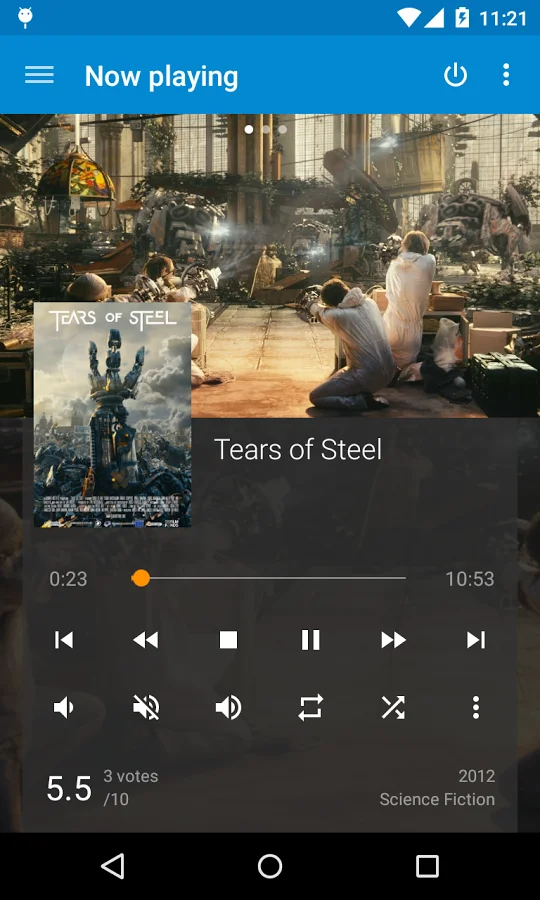 11:21
Now playing
TEARS OF STEEL
Tears of Steel
0:23
10:53
5.5
3 votes
/10
2012
Science Fiction